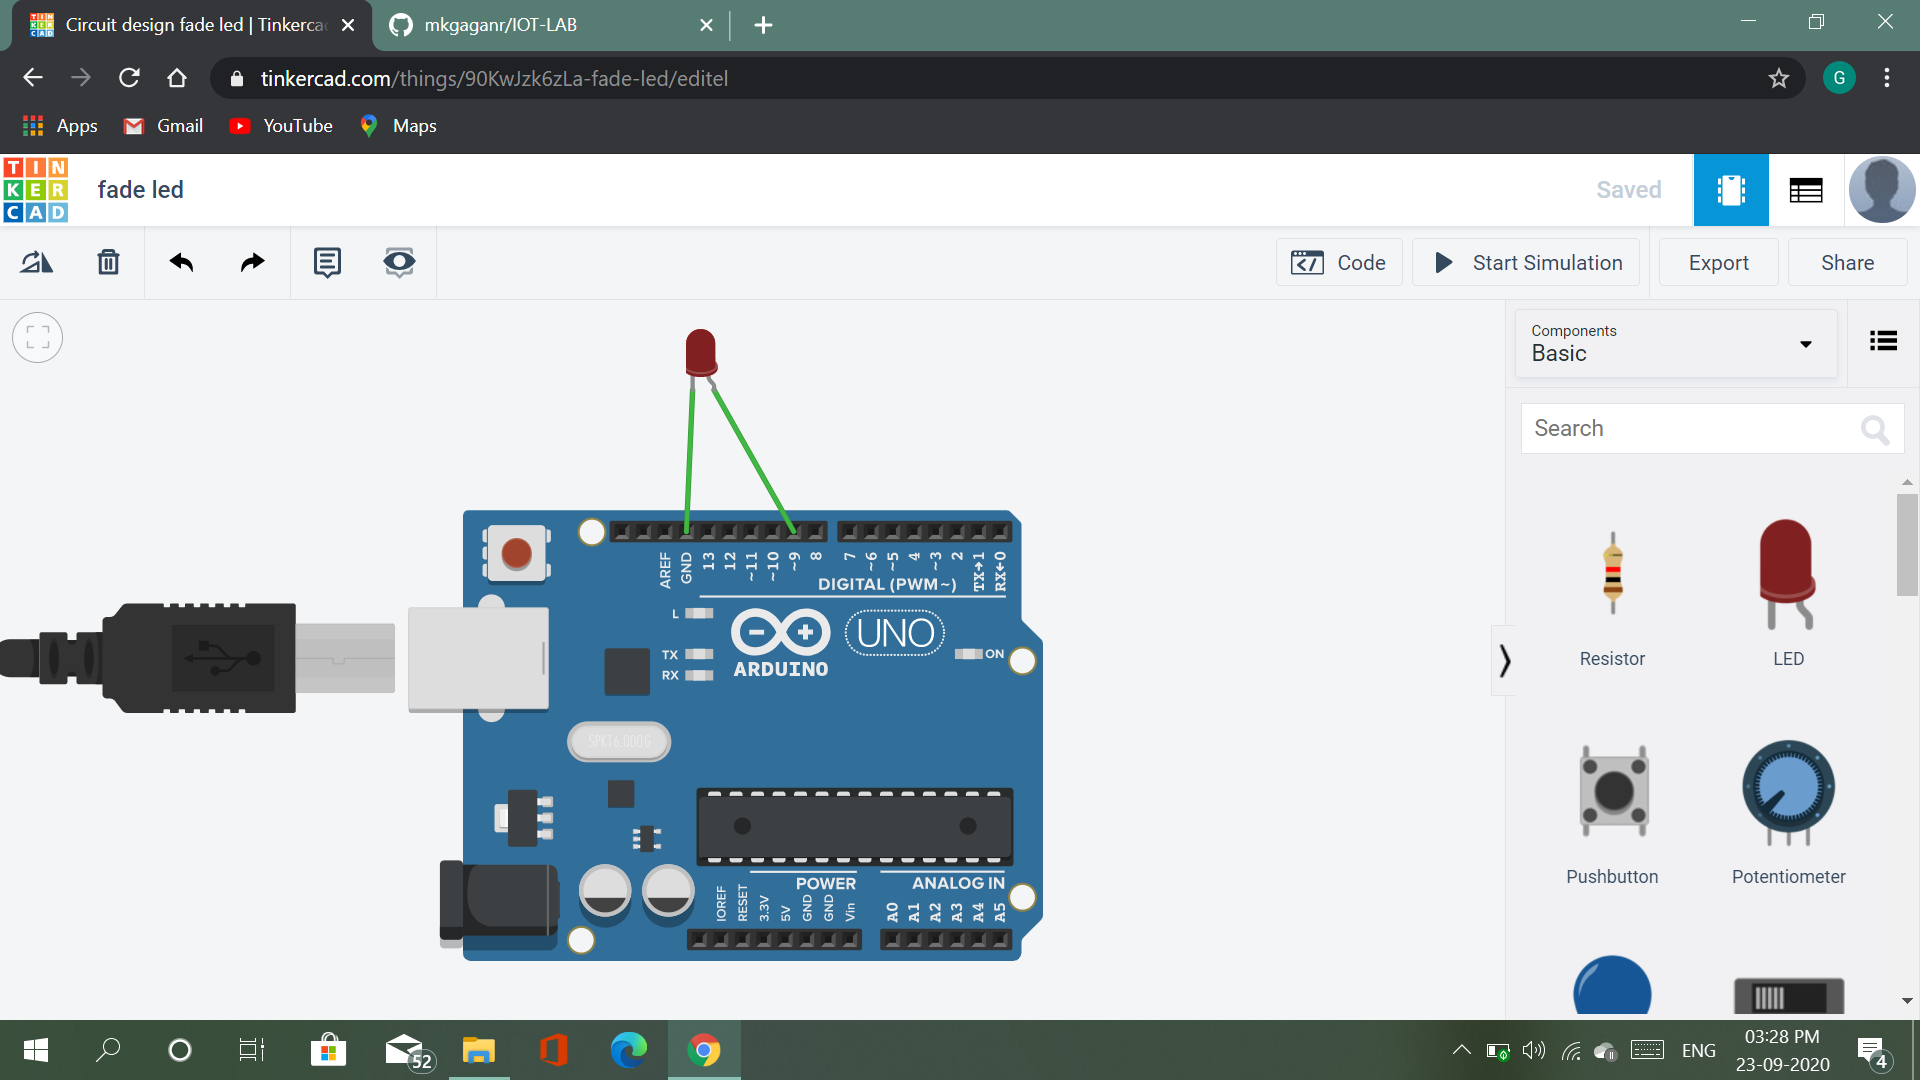 Circuit design fade led | Tinkerca
mkgaganr/IOT-LAB
tinkercad.com/things/90KwJzk6zLa-fade-led/editel
G
Apps
Gmail
YouTube
Maps
TIN
KER
CAD
fade led
Saved
Code
Start Simulation
Export
Share
Components
Basic
Search
Resistor
LED
Pushbutton
Potentiometer
AREF
GND
13
12
~11
~10
~9
8
7
~6
~5
4
~3
2
TX→1
RX←0
DIGITAL (PWM~)
L
TX
RX
ARDUINO
UNO
ON
SPK16.000G
POWER
ANALOG IN
IOREF
RESET
3.3V
5V
GND
GND
Vin
A0
A1
A2
A3
A4
A5
52
ENG
03:28 PM
23-09-2020
4